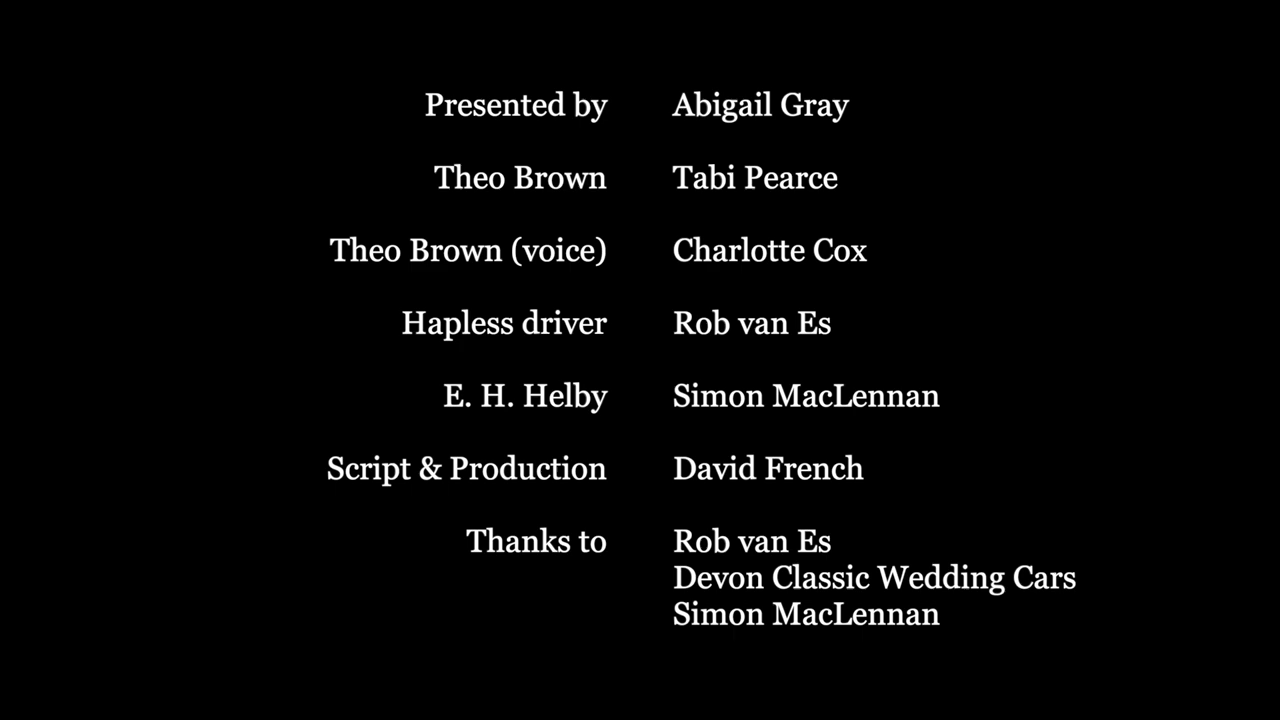 Presented by Abigail Gray
Theo Brown Tabi Pearce
Theo Brown (voice) Charlotte Cox
Hapless driver Rob van Es
E. H. Helby Simon MacLennan
Script & Production David French
Thanks to Rob van Es
Devon Classic Wedding Cars
Simon MacLennan